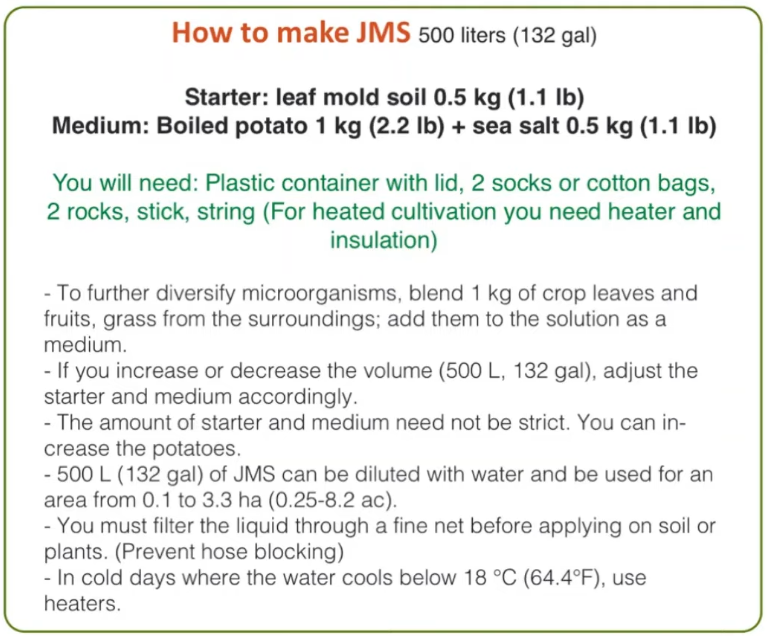 How to make JMS 500 liters (132 gal)
Starter: leaf mold soil 0.5 kg (1.1 lb)
Medium: Boiled potato 1 kg (2.2 lb) + sea salt 0.5 kg (1.1 lb)
You will need: Plastic container with lid, 2 socks or cotton bags,
2 rocks, stick, string (For heated cultivation you need heater and
insulation)
- To further diversify microorganisms, blend 1 kg of crop leaves and
fruits, grass from the surroundings; add them to the solution as a
medium.
- If you increase or decrease the volume (500 L, 132 gal), adjust the
starter and medium accordingly.
- The amount of starter and medium need not be strict. You can in-
crease the potatoes.
- 500 L (132 gal) of JMS can be diluted with water and be used for an
area from 0.1 to 3.3 ha (0.25-8.2 ac).
- You must filter the liquid through a fine net before applying on soil or
plants. (Prevent hose blocking)
- In cold days where the water cools below 18 °C (64.4°F), use
heaters.